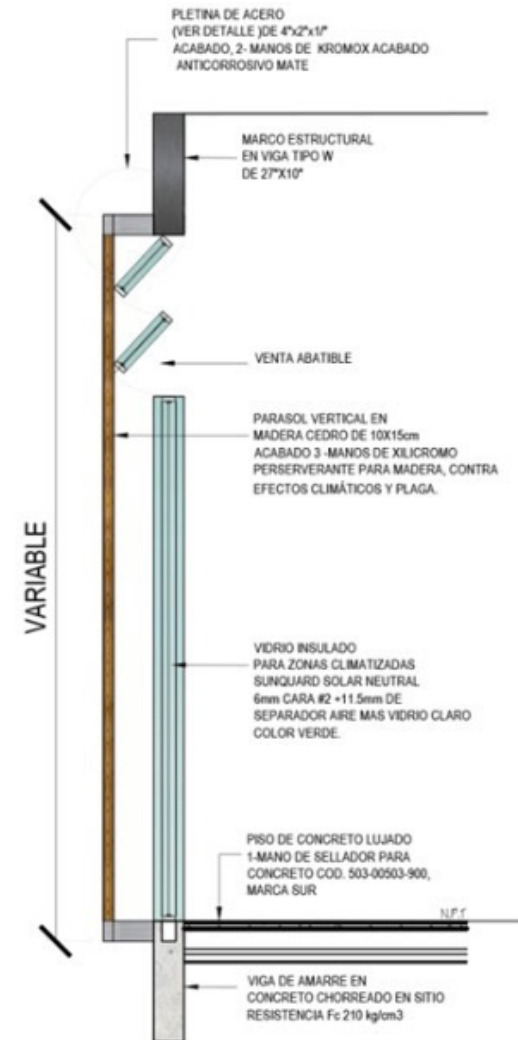 PLETINA DE ACERO
(VER DETALLE )DE 4"x2"x1/"
ACABADO, 2- MANOS DE KROMOX ACABADO
ANTICORROSIVO MATE
MARCO ESTRUCTURAL
EN VIGA TIPO W
DE 27"X10"
VENTA ABATIBLE
PARASOL VERTICAL EN
MADERA CEDRO DE 10X15cm
ACABADO 3 -MANOS DE XILICROMO
PERSERVERANTE PARA MADERA, CONTRA
EFECTOS CLIMÁTICOS Y PLAGA.
VARIABLE
VIDRIO INSULADO
PARA ZONAS CLIMATIZADAS
SUNQUARD SOLAR NEUTRAL
6mm CARA #2 +11.5mm DE
SEPARADOR AIRE MAS VIDRIO CLARO
COLOR VERDE.
PISO DE CONCRETO LUJADO
1-MANO DE SELLADOR PARA
CONCRETO COD. 503-00503-900,
MARCA SUR
N.P.T
VIGA DE AMARRE EN
CONCRETO CHORREADO EN SITIO
RESISTENCIA Fc 210 kg/cm3